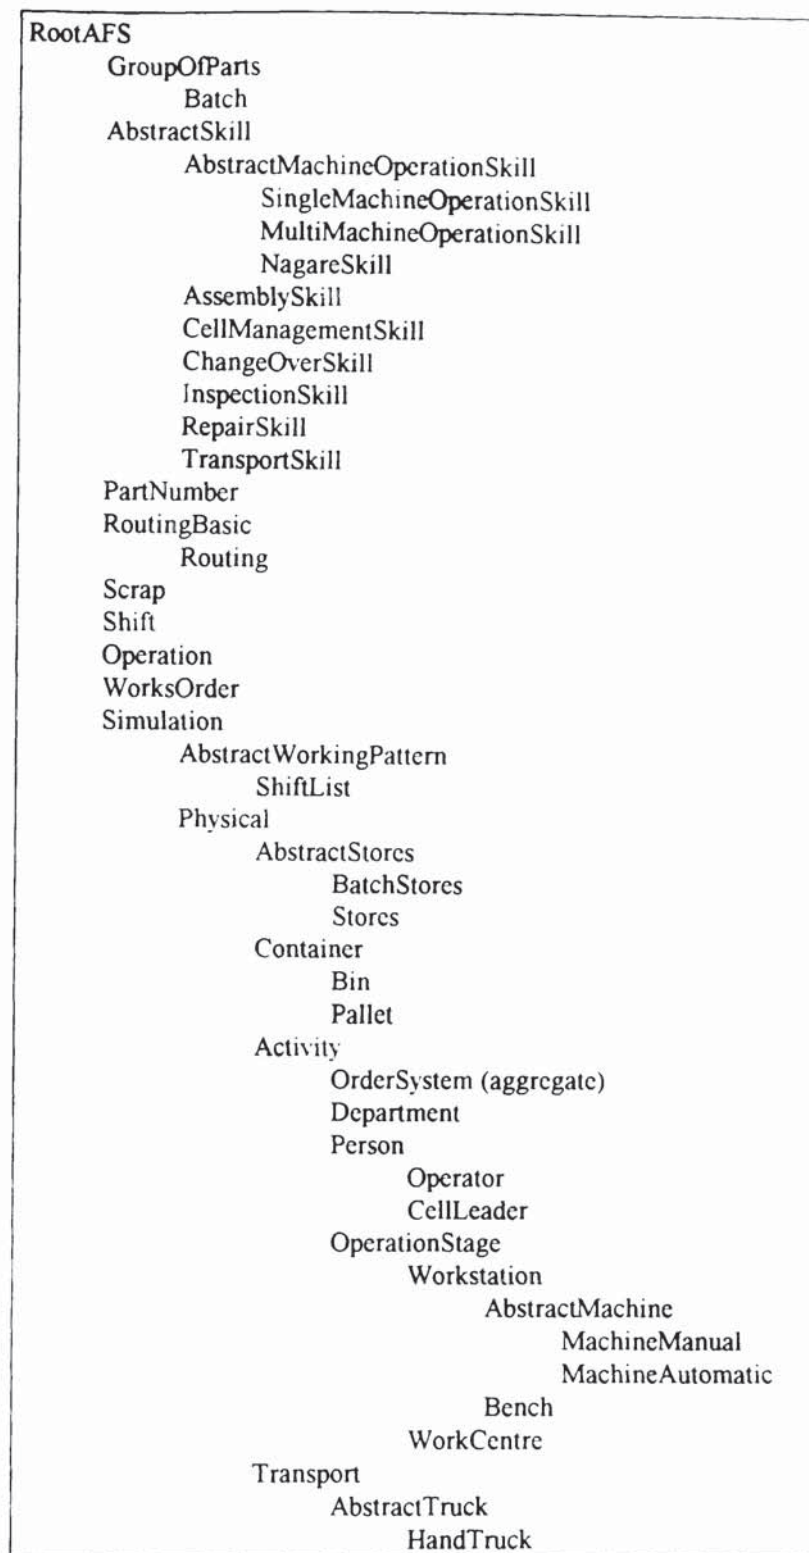 RootAFS
GroupOfParts
Batch
AbstractSkill
AbstractMachineOperationSkill
SingleMachineOperationSkill
MultiMachineOperationSkill
NagareSkill
AssemblySkill
CellManagementSkill
ChangeOverSkill
InspectionSkill
RepairSkill
TransportSkill
PartNumber
RoutingBasic
Routing
Scrap
Shift
Operation
WorksOrder
Simulation
AbstractWorkingPattern
ShiftList
Physical
AbstractStores
BatchStores
Stores
Container
Bin
Pallet
Activity
OrderSystem (aggregate)
Department
Person
Operator
CellLeader
OperationStage
Workstation
AbstractMachine
MachineManual
MachineAutomatic
Bench
WorkCentre
Transport
AbstractTruck
HandTruck